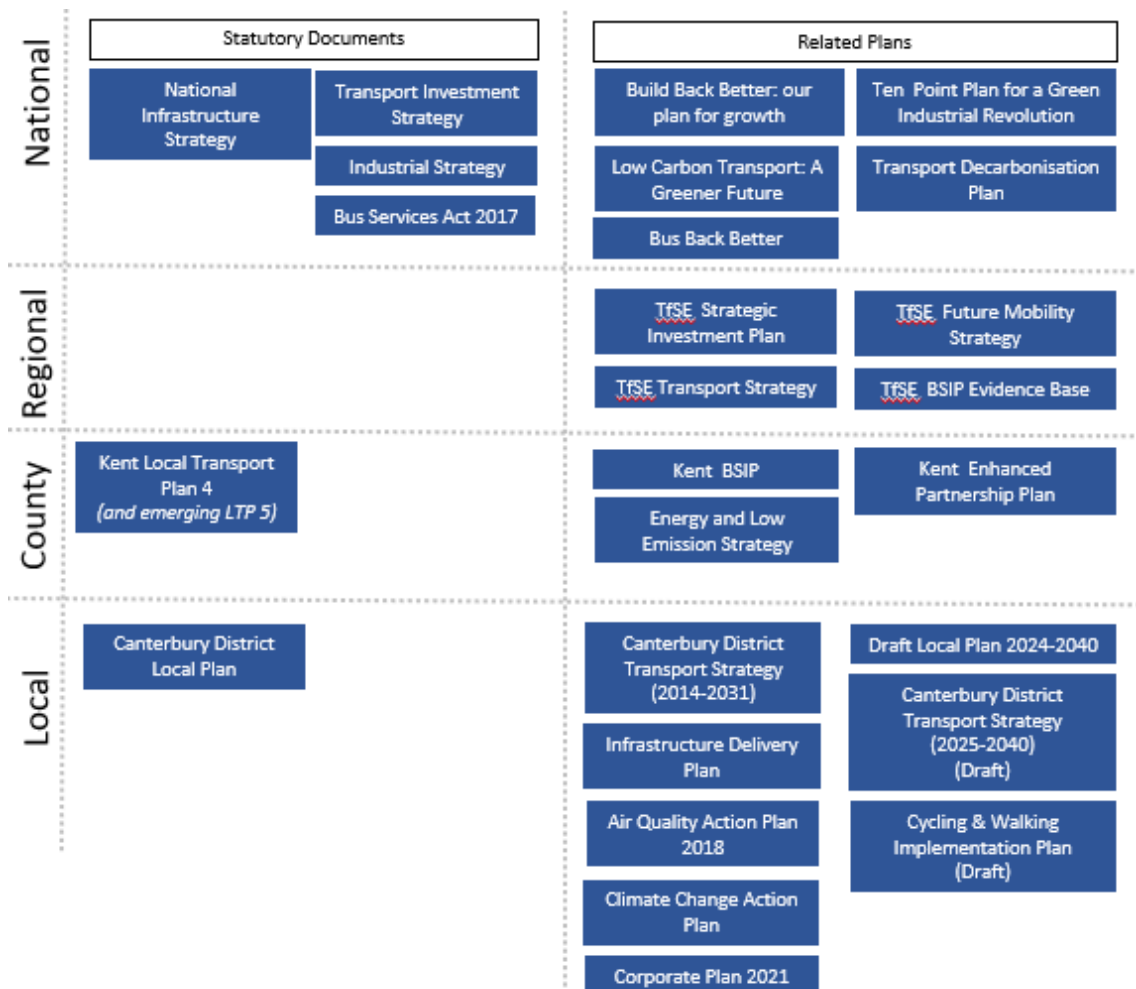 Statutory Documents
Related Plans
National
National
Infrastructure
Strategy
Transport Investment
Strategy
Industrial Strategy
Bus Services Act 2017
Build Back Better: our
plan for growth
Ten Point Plan for a Green
Industrial Revolution
Low Carbon Transport: A
Greener Future
Transport Decarbonisation
Plan
Bus Back Better
Regional
TfSE Strategic
Investment Plan
TfSE Future Mobility
Strategy
TfSE Transport Strategy
TfSE BSIP Evidence Base
County
Kent Local Transport
Plan 4
(and emerging LTP 5)
Kent BSIP
Kent Enhanced
Partnership Plan
Energy and Low
Emission Strategy
Local
Canterbury District
Local Plan
Canterbury District
Transport Strategy
(2014-2031)
Draft Local Plan 2024-2040
Canterbury District
Transport Strategy
(2025-2040)
(Draft)
Infrastructure Delivery
Plan
Air Quality Action Plan
2018
Cycling & Walking
Implementation Plan
(Draft)
Climate Change Action
Plan
Corporate Plan 2021